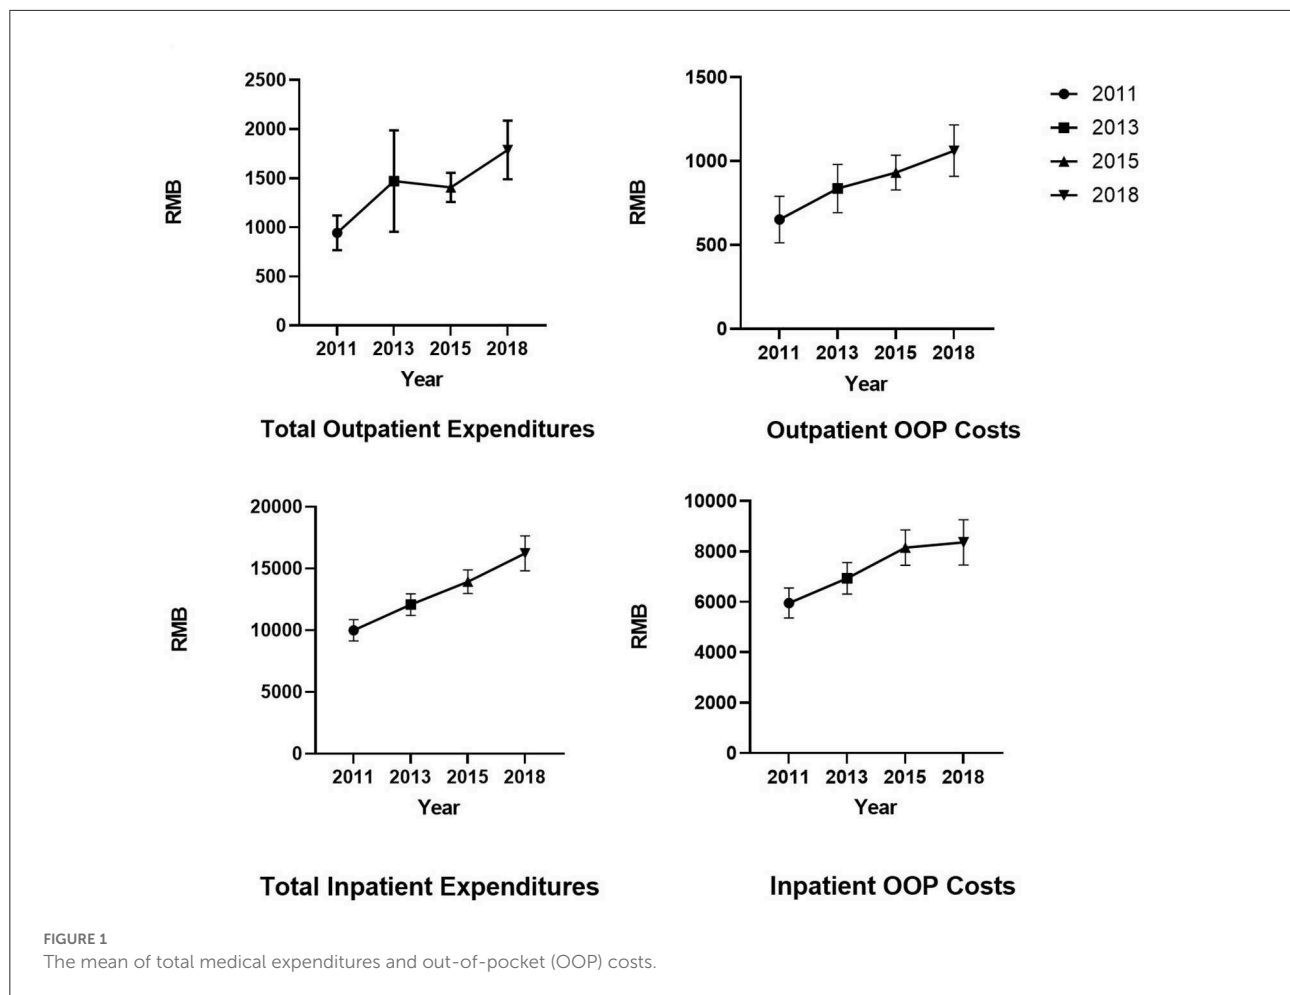 2500
2000
1500
1000
500
0
RMB
2011 2013 2015 2018
Year
Total Outpatient Expenditures
1500
1000
500
0
RMB
2011 2013 2015 2018
Year
Outpatient OOP Costs
2011
2013
2015
2018
20000
15000
10000
5000
0
RMB
2011 2013 2015 2018
Year
Total Inpatient Expenditures
10000
8000
6000
4000
2000
0
RMB
2011 2013 2015 2018
Year
Inpatient OOP Costs
FIGURE 1
The mean of total medical expenditures and out-of-pocket (OOP) costs.